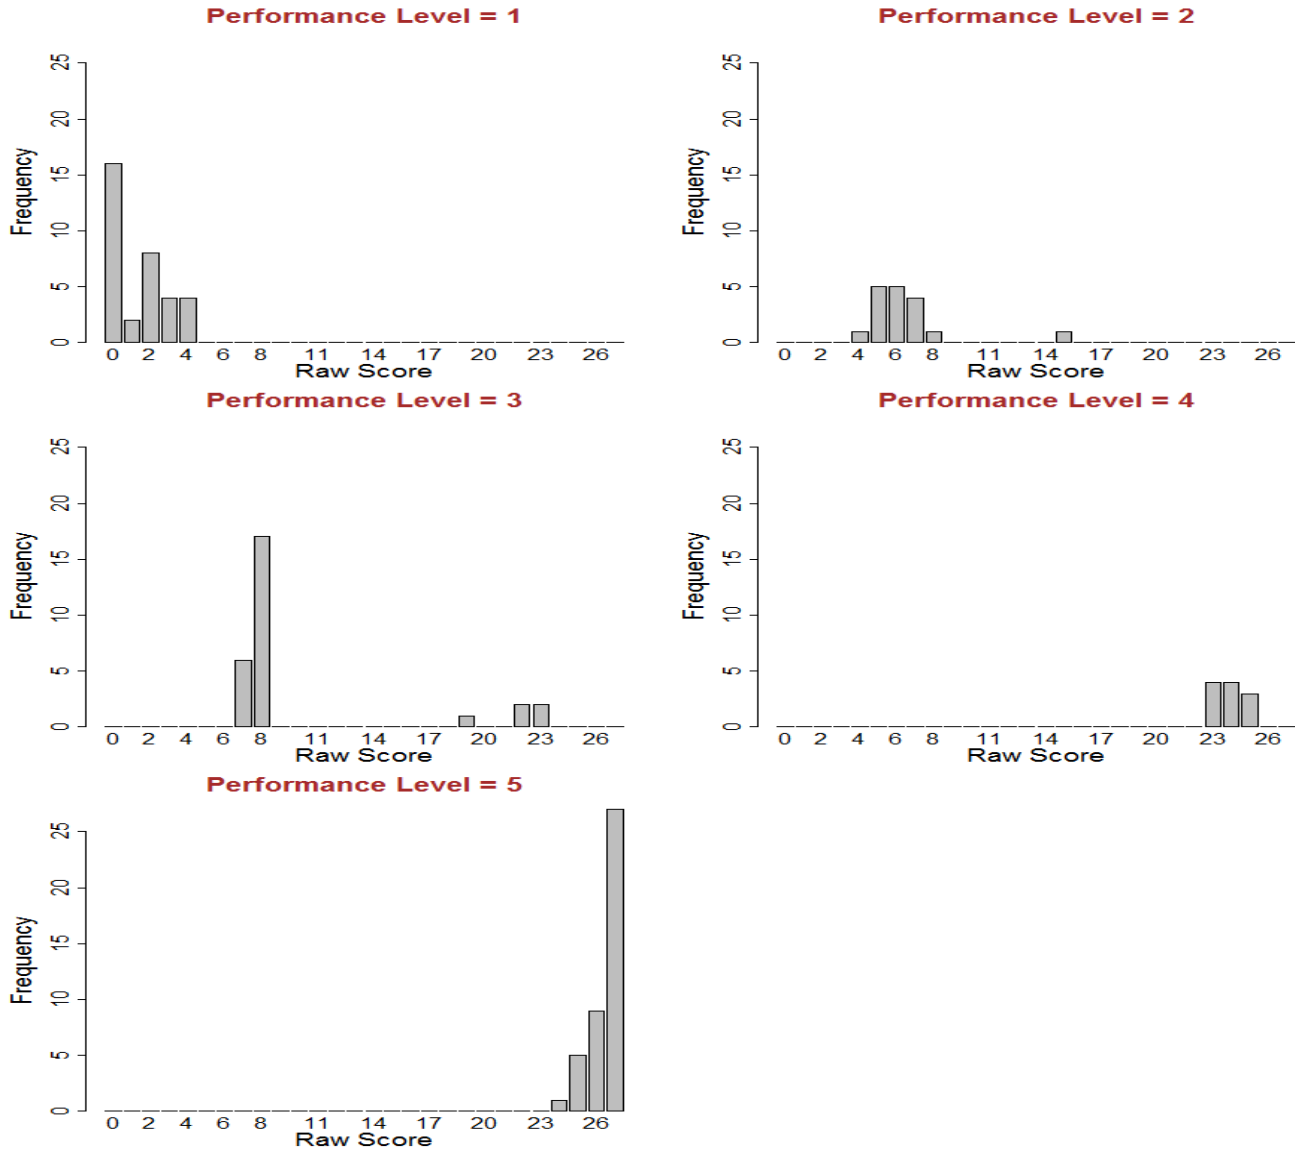 Performance Level = 1
25
20
15
10
5
0
Frequency
0 2 4 6 8 11 14 17 20 23 26
Raw Score
Performance Level = 2
25
20
15
10
5
0
Frequency
0 2 4 6 8 11 14 17 20 23 26
Raw Score
Performance Level = 3
25
20
15
10
5
0
Frequency
0 2 4 6 8 11 14 17 20 23 26
Raw Score
Performance Level = 4
25
20
15
10
5
0
Frequency
0 2 4 6 8 11 14 17 20 23 26
Raw Score
Performance Level = 5
25
20
15
10
5
0
Frequency
0 2 4 6 8 11 14 17 20 23 26
Raw Score